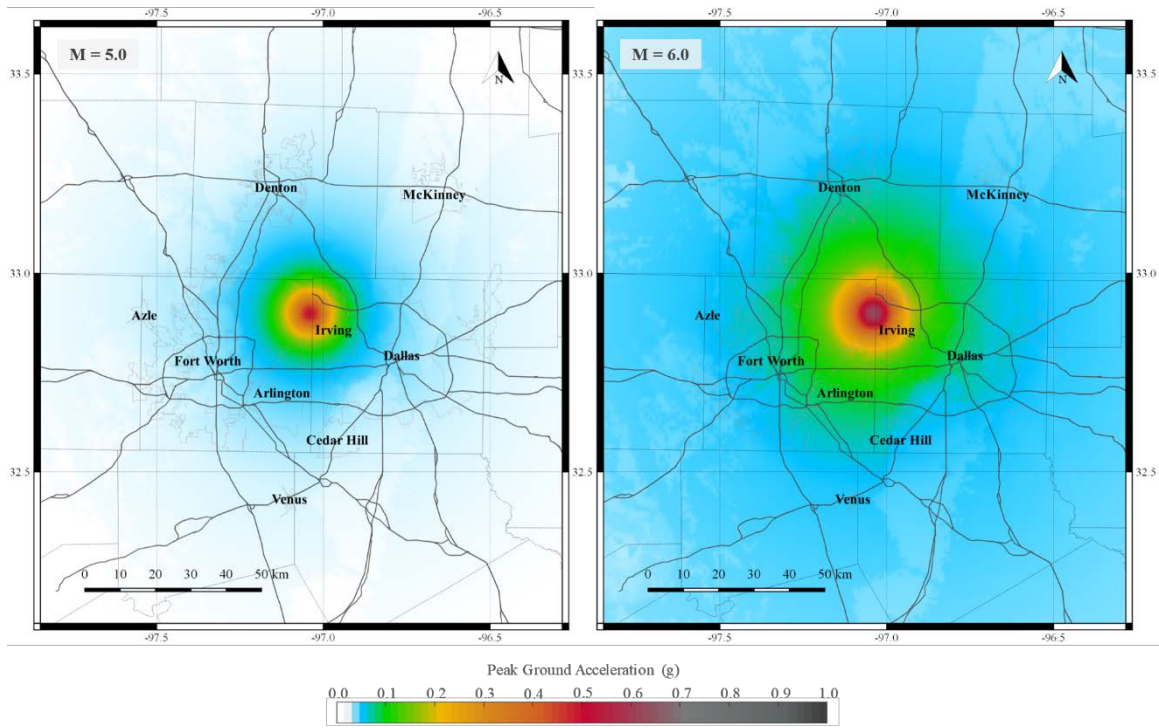 -97.5 -97.0 -96.5
-97.5 -97.0 -96.5
M = 5.0
N
33.5
33.0
32.5
Denton
McKinney
Azle
Irving
Fort Worth
Dallas
Arlington
Cedar Hill
Venus
0 10 20 30 40 50 km
-97.5 -97.0 -96.5
M = 6.0
N
33.5
33.0
32.5
Denton
McKinney
Azle
Irving
Fort Worth
Dallas
Arlington
Cedar Hill
Venus
0 10 20 30 40 50 km
-97.5 -97.0 -96.5
Peak Ground Acceleration (g)
0.0 0.1 0.2 0.3 0.4 0.5 0.6 0.7 0.8 0.9 1.0